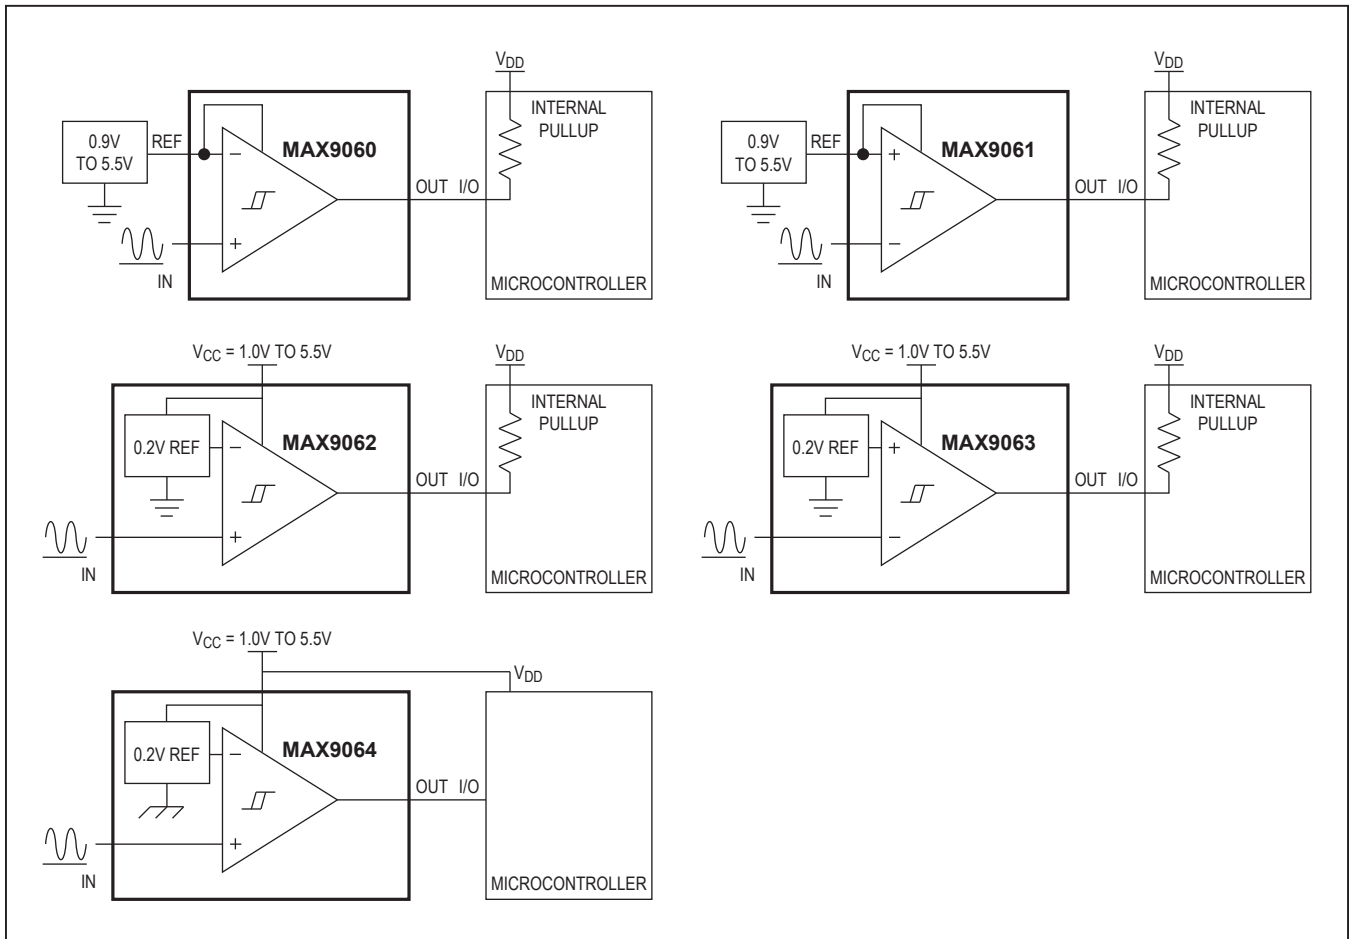 VDD
INTERNAL
PULLUP
0.9V
TO 5.5V
REF
−
MAX9060
OUT I/O
+
IN
MICROCONTROLLER
VDD
INTERNAL
PULLUP
0.9V
TO 5.5V
REF
+
MAX9061
OUT I/O
−
IN
MICROCONTROLLER
VCC = 1.0V TO 5.5V
VDD
INTERNAL
PULLUP
0.2V REF
−
MAX9062
OUT I/O
+
IN
MICROCONTROLLER
VCC = 1.0V TO 5.5V
VDD
INTERNAL
PULLUP
0.2V REF
+
MAX9063
OUT I/O
−
IN
MICROCONTROLLER
VCC = 1.0V TO 5.5V
VDD
0.2V REF
−
MAX9064
OUT I/O
+
IN
MICROCONTROLLER